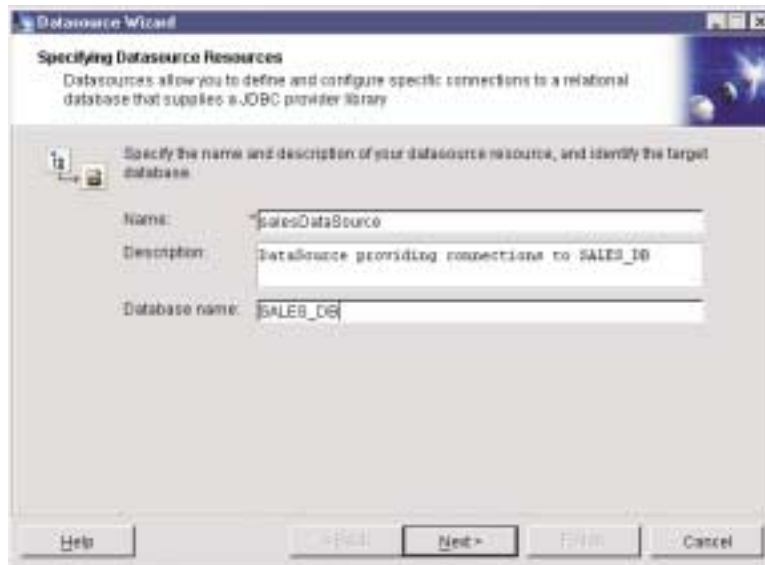 Datasource Wizard
Specifying Datasource Resources
Datasources allow you to define and configure specific connections to a relational
database that supplies a JDBC provider library
Specify the name and description of your datasource resource, and identify the target
database.
Name: *salesDataSource
Description: DataSource providing connections to SALES_DB
Database name: SALES_DB
Help
< Back
Next >
Finish
Cancel